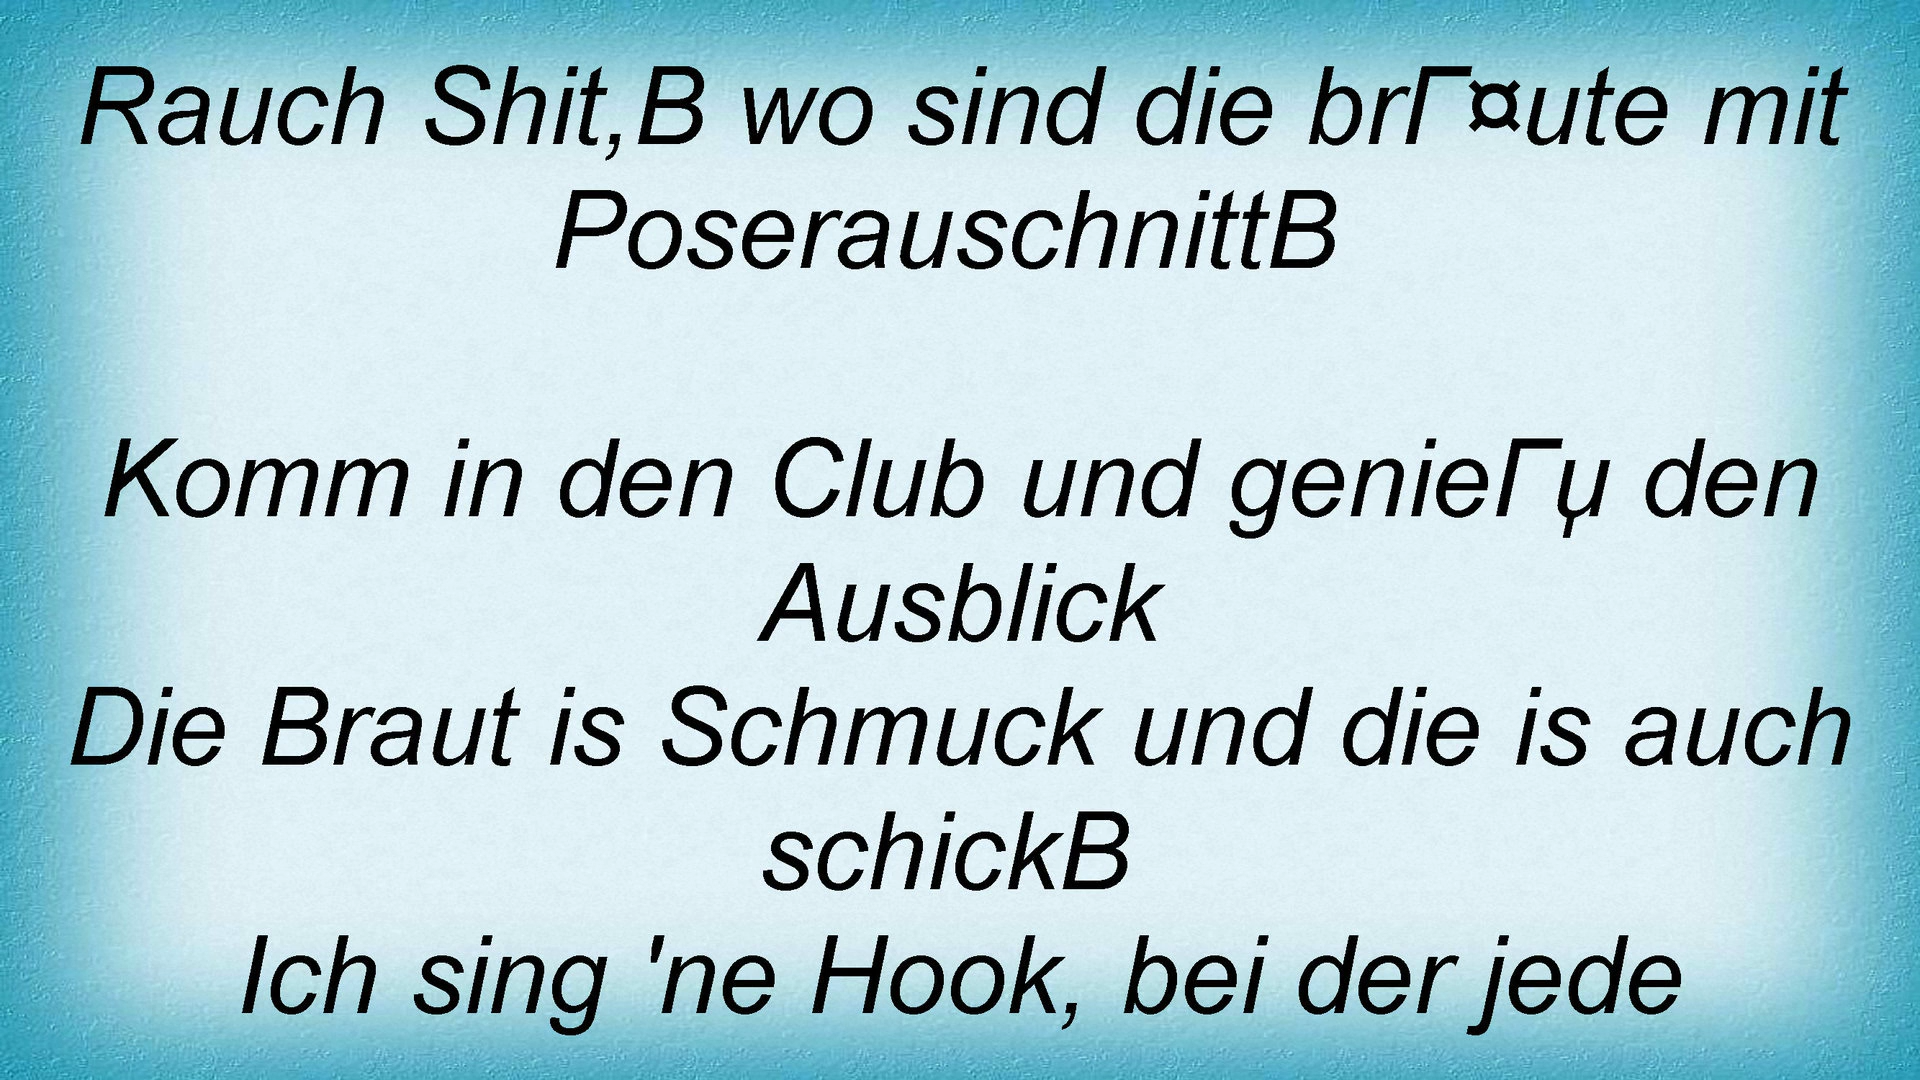 Rauch Shit,В wo sind die brГ¤ute mit
PoserauschnittВ
Komm in den Club und genieГџ den
Ausblick
Die Braut is Schmuck und die is auch
schickВ
Ich sing 'ne Hook, bei der jede